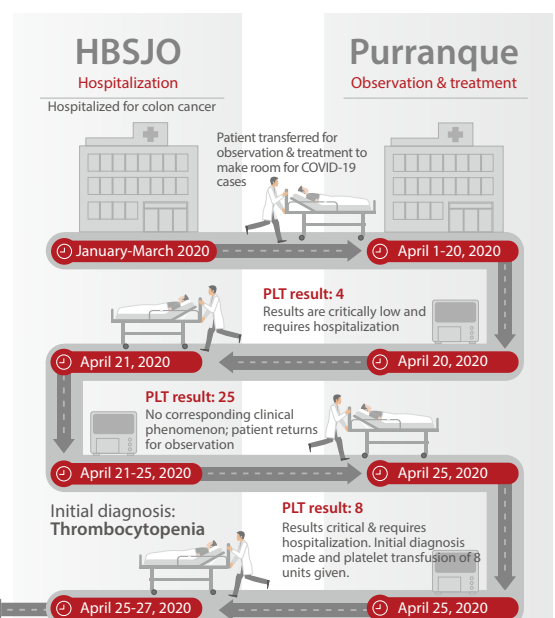 HBSJO
Hospitalization
Hospitalized for colon cancer
Purranque
Observation & treatment
Patient transferred for
observation & treatment to
make room for COVID-19
cases
January-March 2020
April 1-20, 2020
PLT result: 4
Results are critically low and
requires hospitalization
April 21, 2020
April 20, 2020
PLT result: 25
No corresponding clinical
phenomenon; patient returns
for observation
April 21-25, 2020
April 25, 2020
Initial diagnosis:
Thrombocytopenia
PLT result: 8
Results critical & requires
hospitalization. Initial diagnosis
made and platelet transfusion of 8
units given.
April 25-27, 2020
April 25, 2020